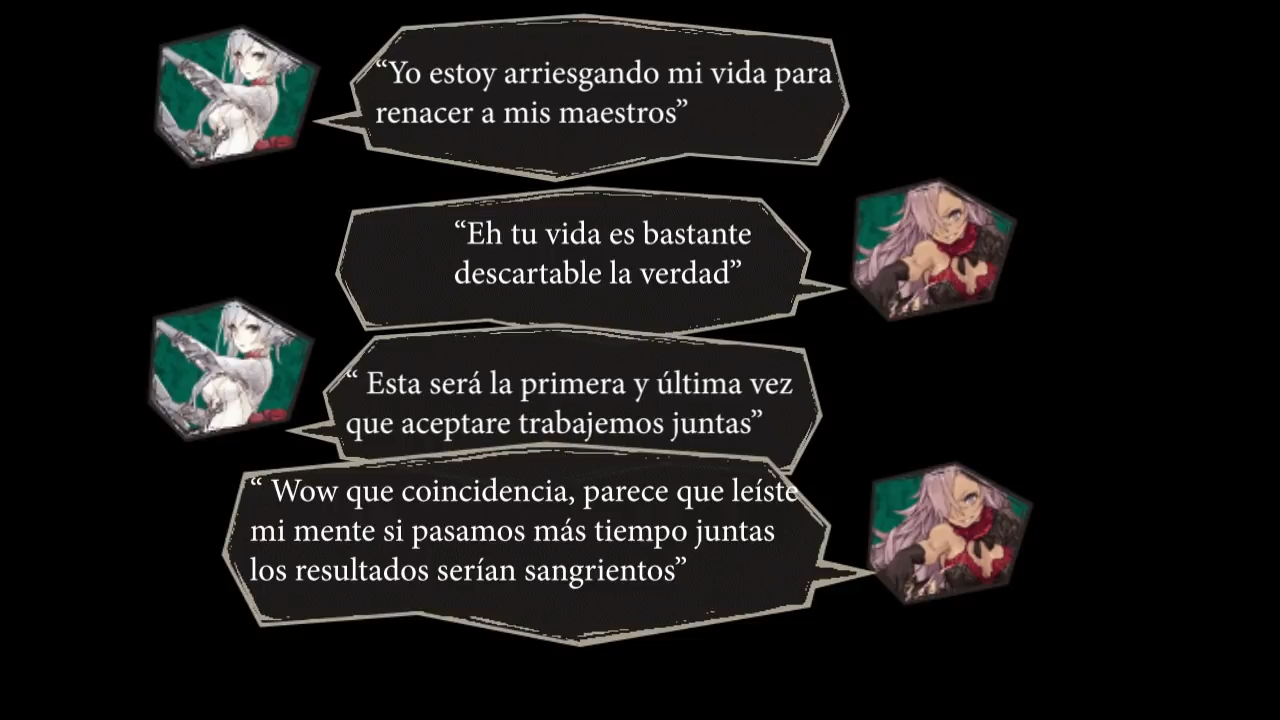 “Yo estoy arriesgando mi vida para
renacer a mis maestros”
“Eh tu vida es bastante
descartable la verdad”
“ Esta será la primera y última vez
que aceptare trabajemos juntas”
“ Wow que coincidencia, parece que leíste
mi mente si pasamos más tiempo juntas
los resultados serían sangrientos”